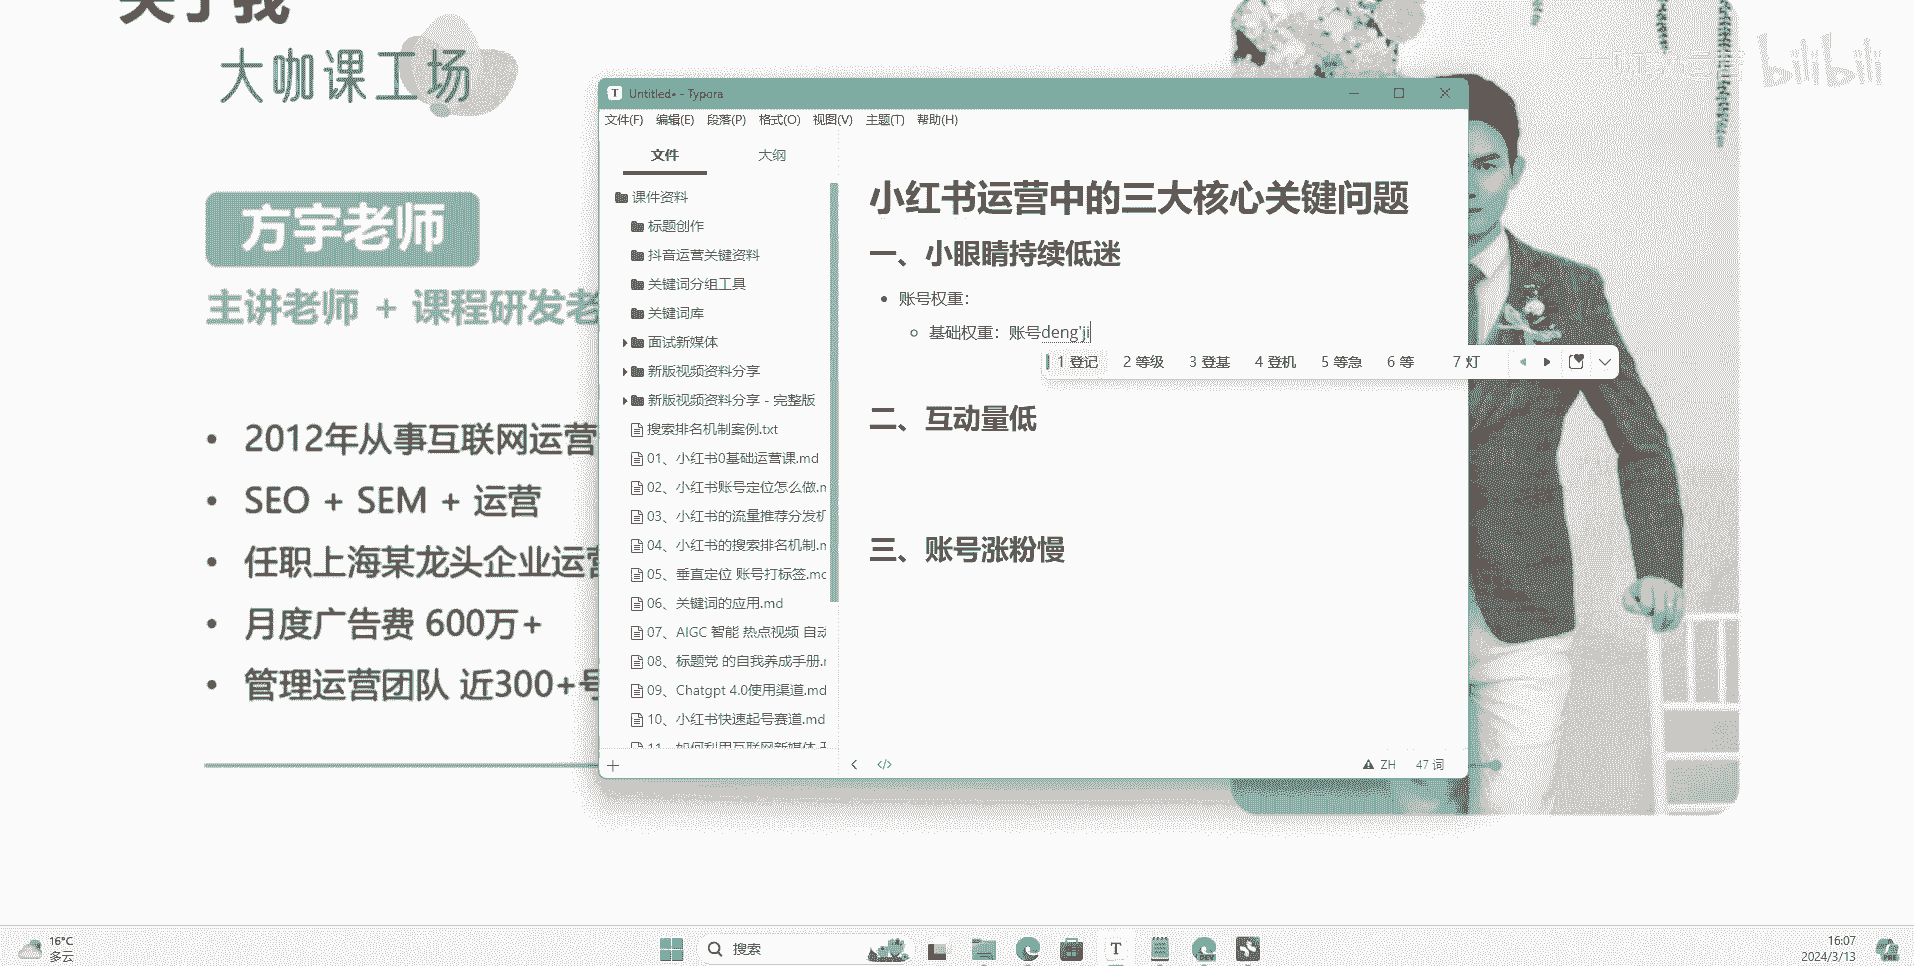 关于我
大咖课工场
方宇老师
主讲老师 + 课程研发老
• 2012年从事互联网运营
• SEO + SEM + 运营
• 任职上海某龙头企业运营
• 月度广告费 600万+
• 管理运营团队 近300+号
bilibili
Untitled• - Typora
文件(F) 编辑(E) 段落(P) 格式(O) 视图(V) 主题(T) 帮助(H)
文件 大纲
课件资料
标题创作
抖音运营关键资料
关键词分组工具
关键词库
面试新媒体
新版视频资料分享
新版视频资料分享 - 完整版
搜索排名机制案例.txt
01、小红书0基础运营课.md
02、小红书账号定位怎么做.m
03、小红书的流量推荐分发机
04、小红书的搜索排名机制.m
05、垂直定位 账号打标签.mc
06、关键词的应用.md
07、AIGC 智能 热点视频 自动
08、标题党 的自我养成手册.r
09、Chatgpt 4.0使用渠道.md
10、小红书快速起号赛道.md
11、如何利用互联网新媒体
小红书运营中的三大核心关键问题
一、小眼睛持续低迷
• 账号权重：
基础权重：账号deng'ji
1 登记 2 等级 3 登基 4 登机 5 等急 6 等 7 灯
二、互动量低
三、账号涨粉慢
ZH 47 词
16°C
多云
搜索
16:07
2024/3/13